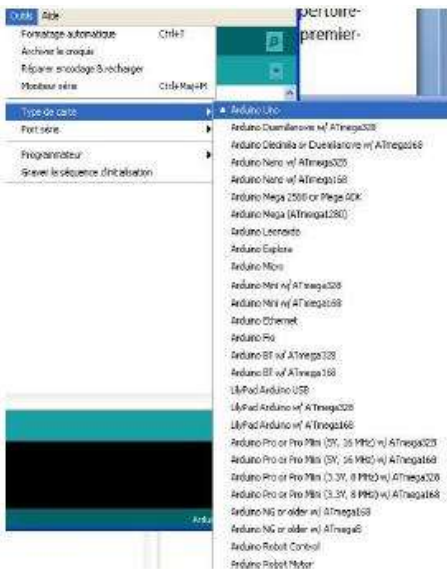 Outils Aide
Formatage automatique Ctrl+T
Archiver le croquis
Réparer encodage & recharger
Moniteur série Ctrl+Maj+M
Type de carte
Port série
Programmateur
Graver la séquence d'initialisation
pertoire-
premier-
Arduino Uno
Arduino Duemilanove w/ ATmega328
Arduino Diecimila or Duemilanove w/ ATmega168
Arduino Nano w/ ATmega328
Arduino Nano w/ ATmega168
Arduino Mega 2560 or Mega ADK
Arduino Mega (ATmega1280)
Arduino Leonardo
Arduino Esplora
Arduino Micro
Arduino Mini w/ ATmega328
Arduino Mini w/ ATmega168
Arduino Ethernet
Arduino Fio
Arduino BT w/ ATmega328
Arduino BT w/ ATmega168
LilyPad Arduino USB
LilyPad Arduino w/ ATmega328
LilyPad Arduino w/ ATmega168
Arduino Pro or Pro Mini (5V, 16 MHz) w/ ATmega328
Arduino Pro or Pro Mini (5V, 16 MHz) w/ ATmega168
Arduino Pro or Pro Mini (3.3V, 8 MHz) w/ ATmega328
Arduino Pro or Pro Mini (3.3V, 8 MHz) w/ ATmega168
Arduino NG or older w/ ATmega168
Arduino NG or older w/ ATmega8
Arduino Robot Control
Arduino Robot Motor